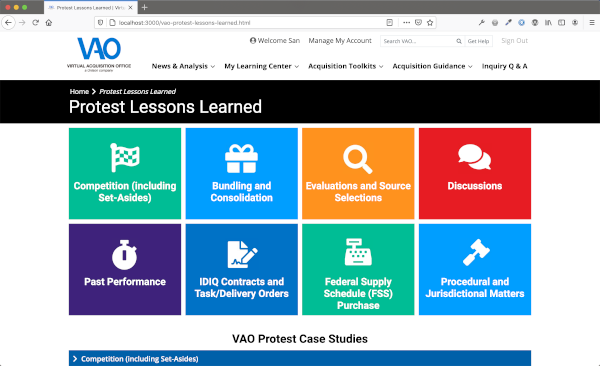 Protest Lessons Learned | Virtu
localhost:3000/vao-protest-lessons-learned.html
VAO
VIRTUAL ACQUISITION OFFICE
Welcome San
Manage My Account
Search VAO...
Get Help
Sign Out
News & Analysis
My Learning Center
Acquisition Toolkits
Acquisition Guidance
Inquiry Q & A
Home > Protest Lessons Learned
Protest Lessons Learned
Competition (including
Set-Asides)
Bundling and
Consolidation
Evaluations and Source
Selections
Discussions
Past Performance
IDIQ Contracts and
Task/Delivery Orders
Federal Supply
Schedule (FSS)
Purchase
Procedural and
Jurisdictional Matters
VAO Protest Case Studies
Competition (including Set-Asides)